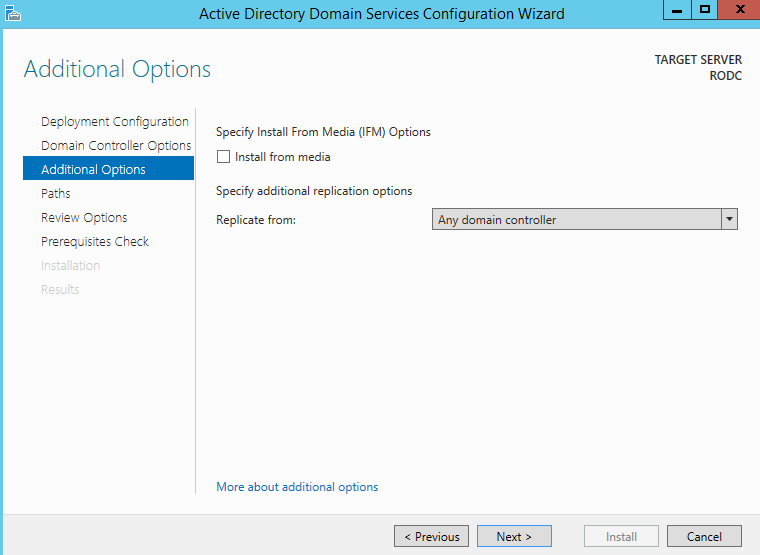 Active Directory Domain Services Configuration Wizard
Additional Options
TARGET SERVER
RODC
Deployment Configuration
Domain Controller Options
Additional Options
Paths
Review Options
Prerequisites Check
Installation
Results
Specify Install From Media (IFM) Options
Install from media
Specify additional replication options
Replicate from: Any domain controller
More about additional options
< Previous Next > Install Cancel